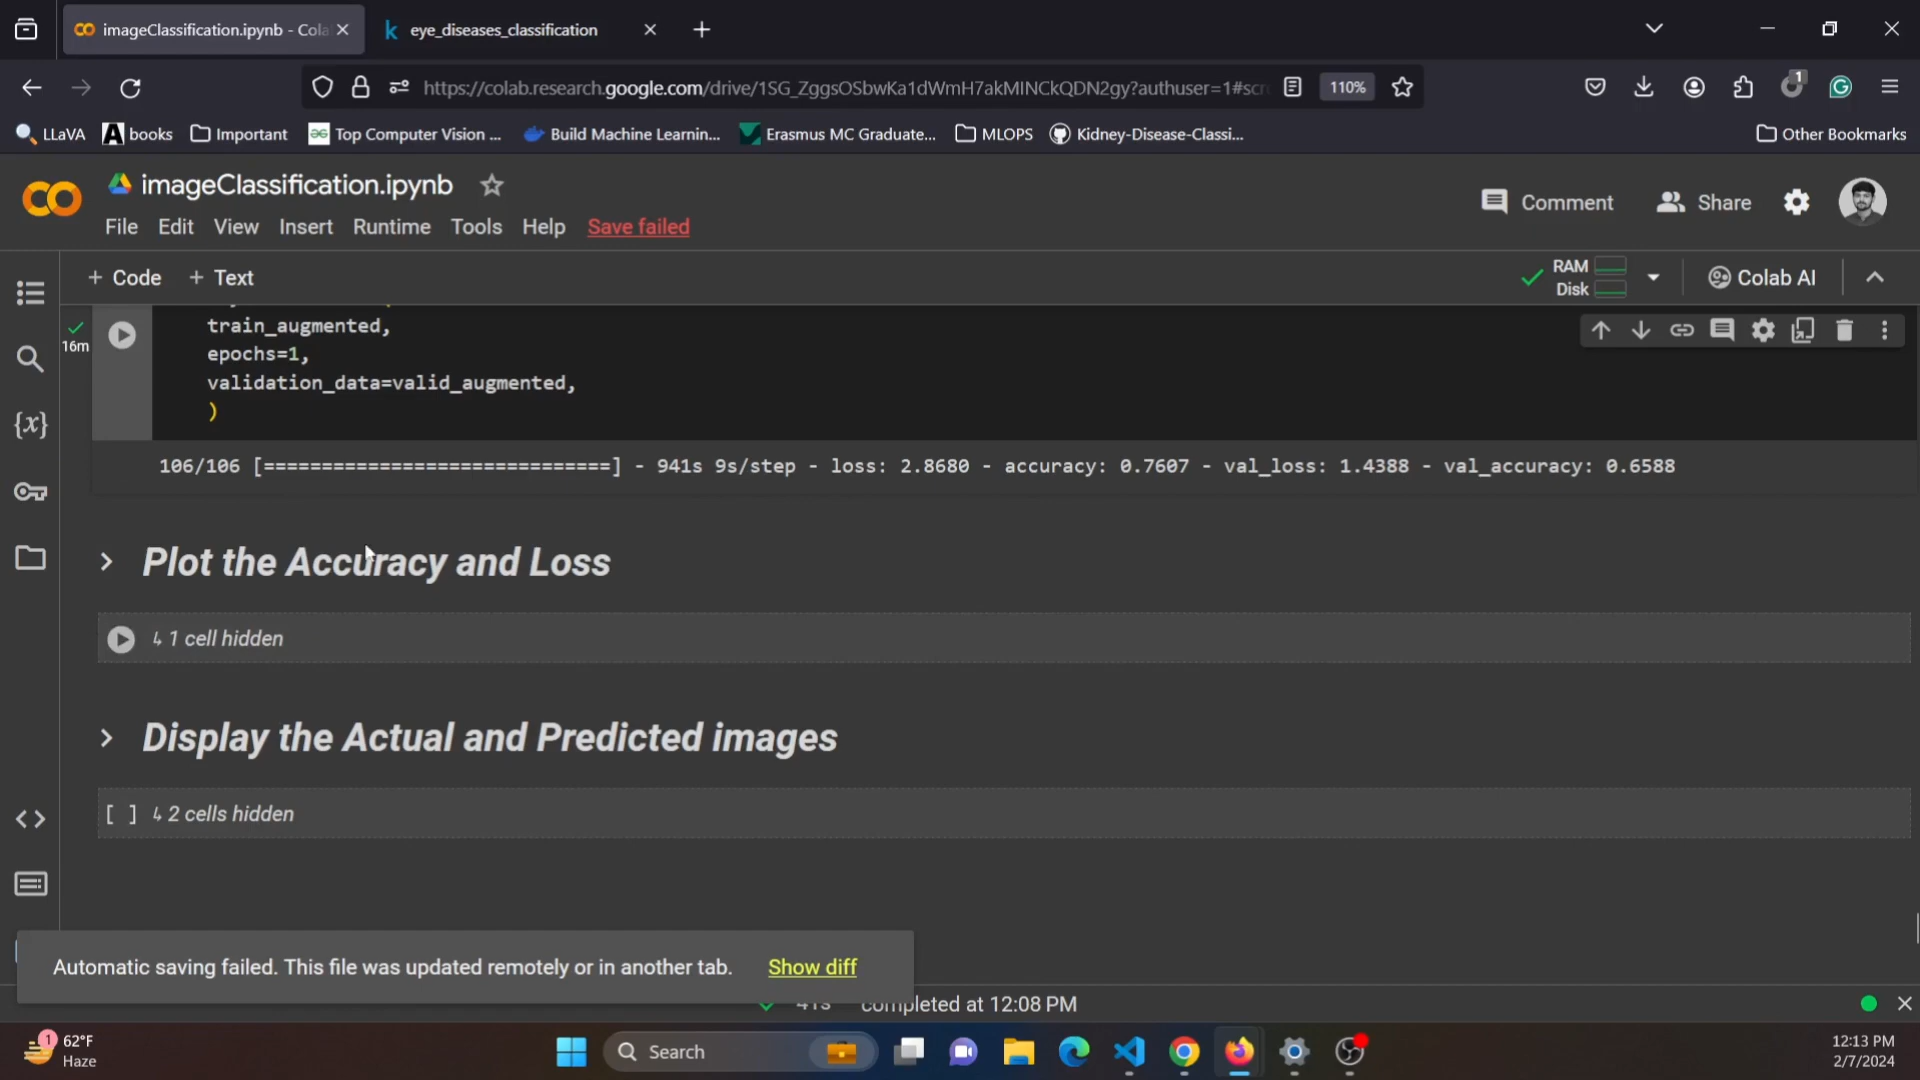 imageClassification.ipynb - Cola
eye_diseases_classification
https://colab.research.google.com/drive/1SG_ZggsOSbwKa1dWmH7akMINCkQDN2gy?authuser=1#scro
110%
1
LLaVA
books
Important
Top Computer Vision ...
Build Machine Learnin...
Erasmus MC Graduate...
MLOPS
Kidney-Disease-Classi...
Other Bookmarks
imageClassification.ipynb
Comment
Share
File Edit View Insert Runtime Tools Help Save failed
+ Code + Text
RAM
Disk
Colab AI
16m
train_augmented,
epochs=1,
validation_data=valid_augmented,
)
106/106 [==============================] - 941s 9s/step - loss: 2.8680 - accuracy: 0.7607 - val_loss: 1.4388 - val_accuracy: 0.6588
Plot the Accuracy and Loss
↳ 1 cell hidden
Display the Actual and Predicted images
[ ] ↳ 2 cells hidden
Automatic saving failed. This file was updated remotely or in another tab. Show diff
41s completed at 12:08 PM
1
62°F
Haze
Search
12:13 PM
2/7/2024